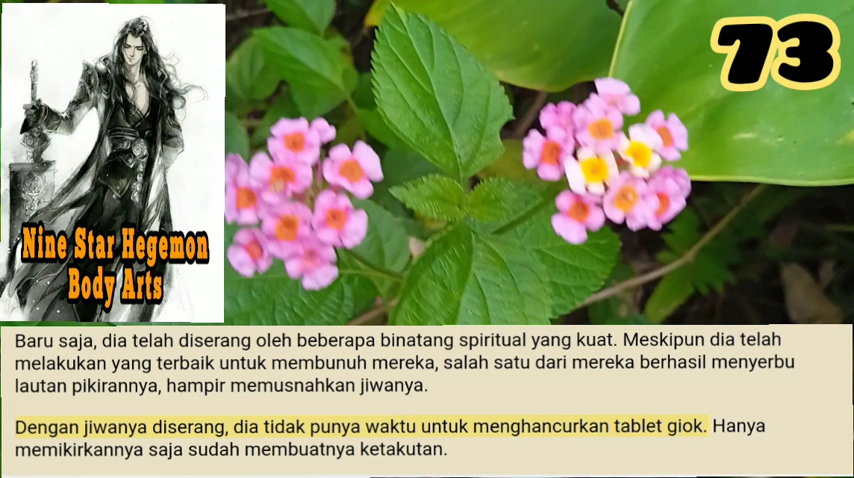 73
Nine Star Hegemon
Body Arts
Baru saja, dia telah diserang oleh beberapa binatang spiritual yang kuat. Meskipun dia telah
melakukan yang terbaik untuk membunuh mereka, salah satu dari mereka berhasil menyerbu
lautan pikirannya, hampir memusnahkan jiwanya.
Dengan jiwanya diserang, dia tidak punya waktu untuk menghancurkan tablet giok. Hanya
memikirkannya saja sudah membuatnya ketakutan.